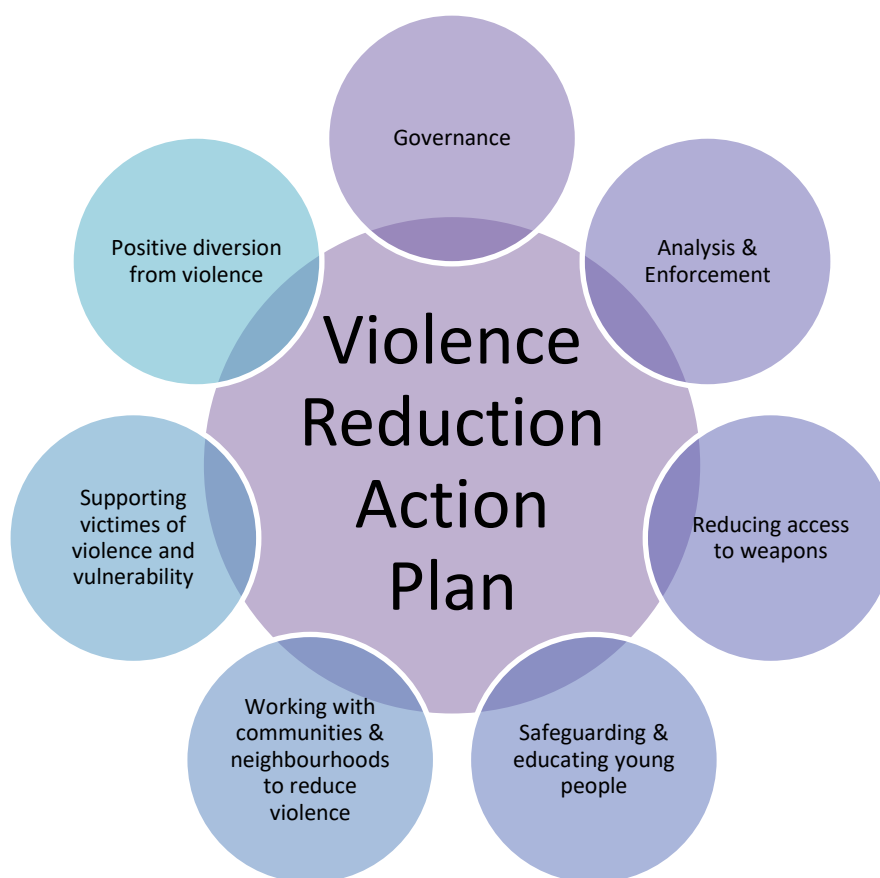 Governance
Analysis &
Enforcement
Reducing access
to weapons
Safeguarding &
educating young
people
Working with
communities &
neighbourhoods
to reduce
violence
Supporting
victimes of
violence and
vulnerability
Positive diversion
from violence
Violence
Reduction
Action
Plan